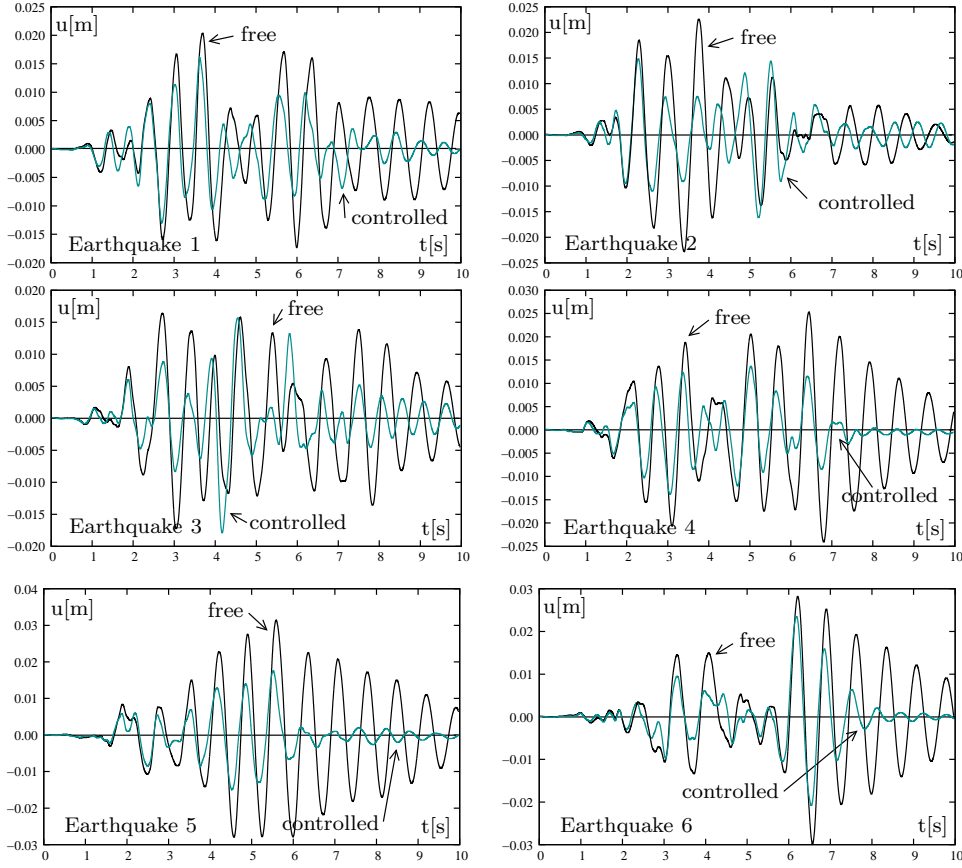 0.025
0.020
0.015
0.010
0.005
0.000
−0.005
−0.010
−0.015
−0.020
u[m]
free
controlled
Earthquake 1
t[s]
0 1 2 3 4 5 6 7 8 9 10
0.025
0.020
0.015
0.010
0.005
0.000
−0.005
−0.010
−0.015
−0.020
−0.025
u[m]
free
controlled
Earthquake 2
t[s]
0 1 2 3 4 5 6 7 8 9 10
0.020
0.015
0.010
0.005
0.000
−0.005
−0.010
−0.015
−0.020
u[m]
free
controlled
Earthquake 3
t[s]
0 1 2 3 4 5 6 7 8 9 10
0.030
0.025
0.020
0.015
0.010
0.005
0.000
−0.005
−0.010
−0.015
−0.020
−0.025
u[m]
free
controlled
Earthquake 4
t[s]
0 1 2 3 4 5 6 7 8 9 10
0.04
0.03
0.02
0.01
0.00
−0.01
−0.02
−0.03
u[m]
free
controlled
Earthquake 5
t[s]
0 1 2 3 4 5 6 7 8 9 10
0.03
0.02
0.01
0.00
−0.01
−0.02
−0.03
u[m]
free
controlled
Earthquake 6
t[s]
0 1 2 3 4 5 6 7 8 9 10